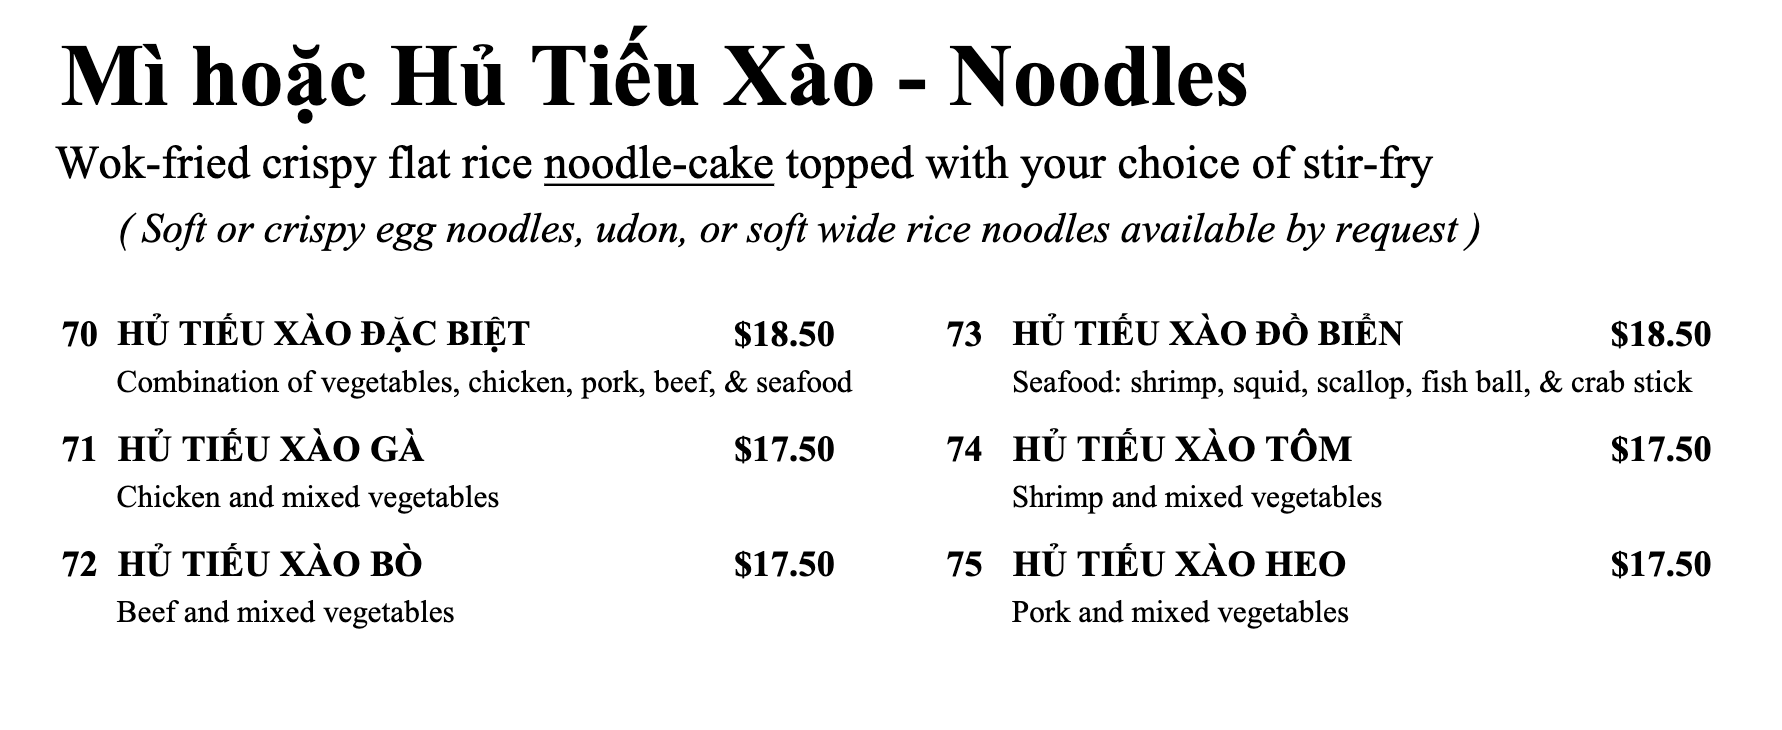 Mì hoặc Hủ Tiếu Xào - Noodles
Wok-fried crispy flat rice noodle-cake topped with your choice of stir-fry
( Soft or crispy egg noodles, udon, or soft wide rice noodles available by request )
70 HỦ TIẾU XÀO ĐẶC BIỆT $18.50
Combination of vegetables, chicken, pork, beef, & seafood
71 HỦ TIẾU XÀO GÀ $17.50
Chicken and mixed vegetables
72 HỦ TIẾU XÀO BÒ $17.50
Beef and mixed vegetables
73 HỦ TIẾU XÀO ĐỒ BIỂN $18.50
Seafood: shrimp, squid, scallop, fish ball, & crab stick
74 HỦ TIẾU XÀO TÔM $17.50
Shrimp and mixed vegetables
75 HỦ TIẾU XÀO HEO $17.50
Pork and mixed vegetables